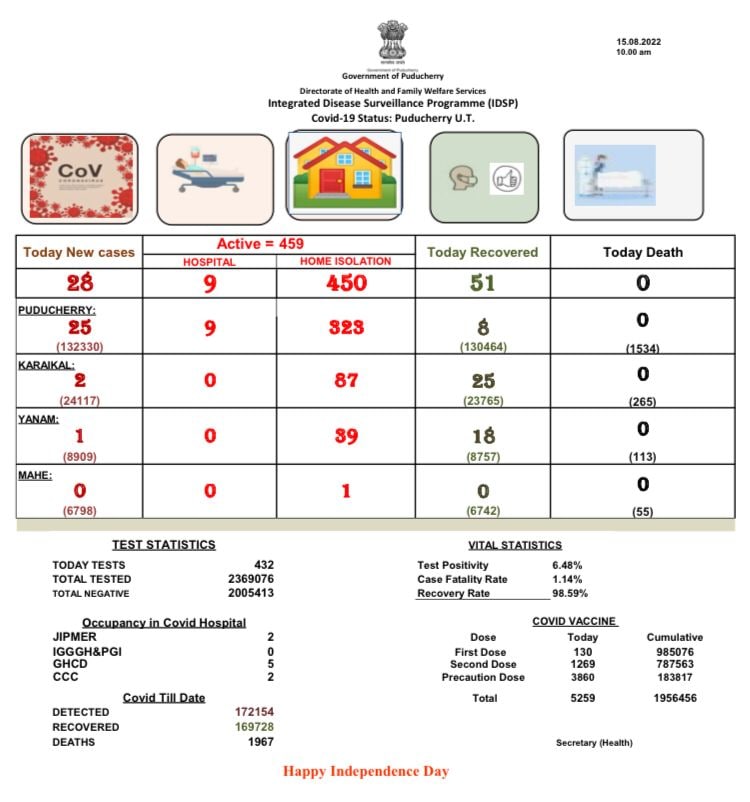 15.08.2022
10.00 am
सत्यमेव जयते
Government of Puducherry
Government of Puducherry
Directorate of Health and Family Welfare Services
Integrated Disease Surveillance Programme (IDSP)
Covid-19 Status: Puducherry U.T.
CoV
CORONAVIRUS
Today New cases
Active = 459
HOSPITAL HOME ISOLATION
Today Recovered
Today Death
28 9 450 51 0
PUDUCHERRY:
25 9 323 8 0
(132330) (130464) (1534)
KARAIKAL:
2 0 87 25 0
(24117) (23765) (265)
YANAM:
1 0 39 18 0
(8909) (8757) (113)
MAHE:
0 0 1 0 0
(6798) (6742) (55)
TEST STATISTICS
TODAY TESTS 432
TOTAL TESTED 2369076
TOTAL NEGATIVE 2005413
VITAL STATISTICS
Test Positivity 6.48%
Case Fatality Rate 1.14%
Recovery Rate 98.59%
Occupancy in Covid Hospital
JIPMER 2
IGGGH&PGI 0
GHCD 5
CCC 2
COVID VACCINE
Dose Today Cumulative
First Dose 130 985076
Second Dose 1269 787563
Precaution Dose 3860 183817
Total 5259 1956456
Covid Till Date
DETECTED 172154
RECOVERED 169728
DEATHS 1967
Secretary (Health)
Happy Independence Day